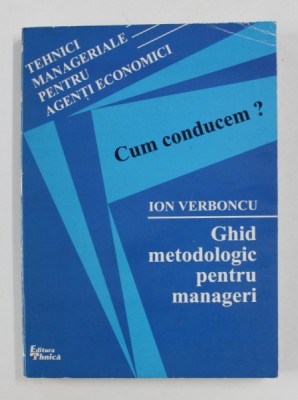 TEHNICI
MANAGERIALE
PENTRU
AGENȚI ECONOMICI
Cum conducem ?
ION VERBONCU
Ghid
metodologic
pentru
manageri
Editura
Tehnică